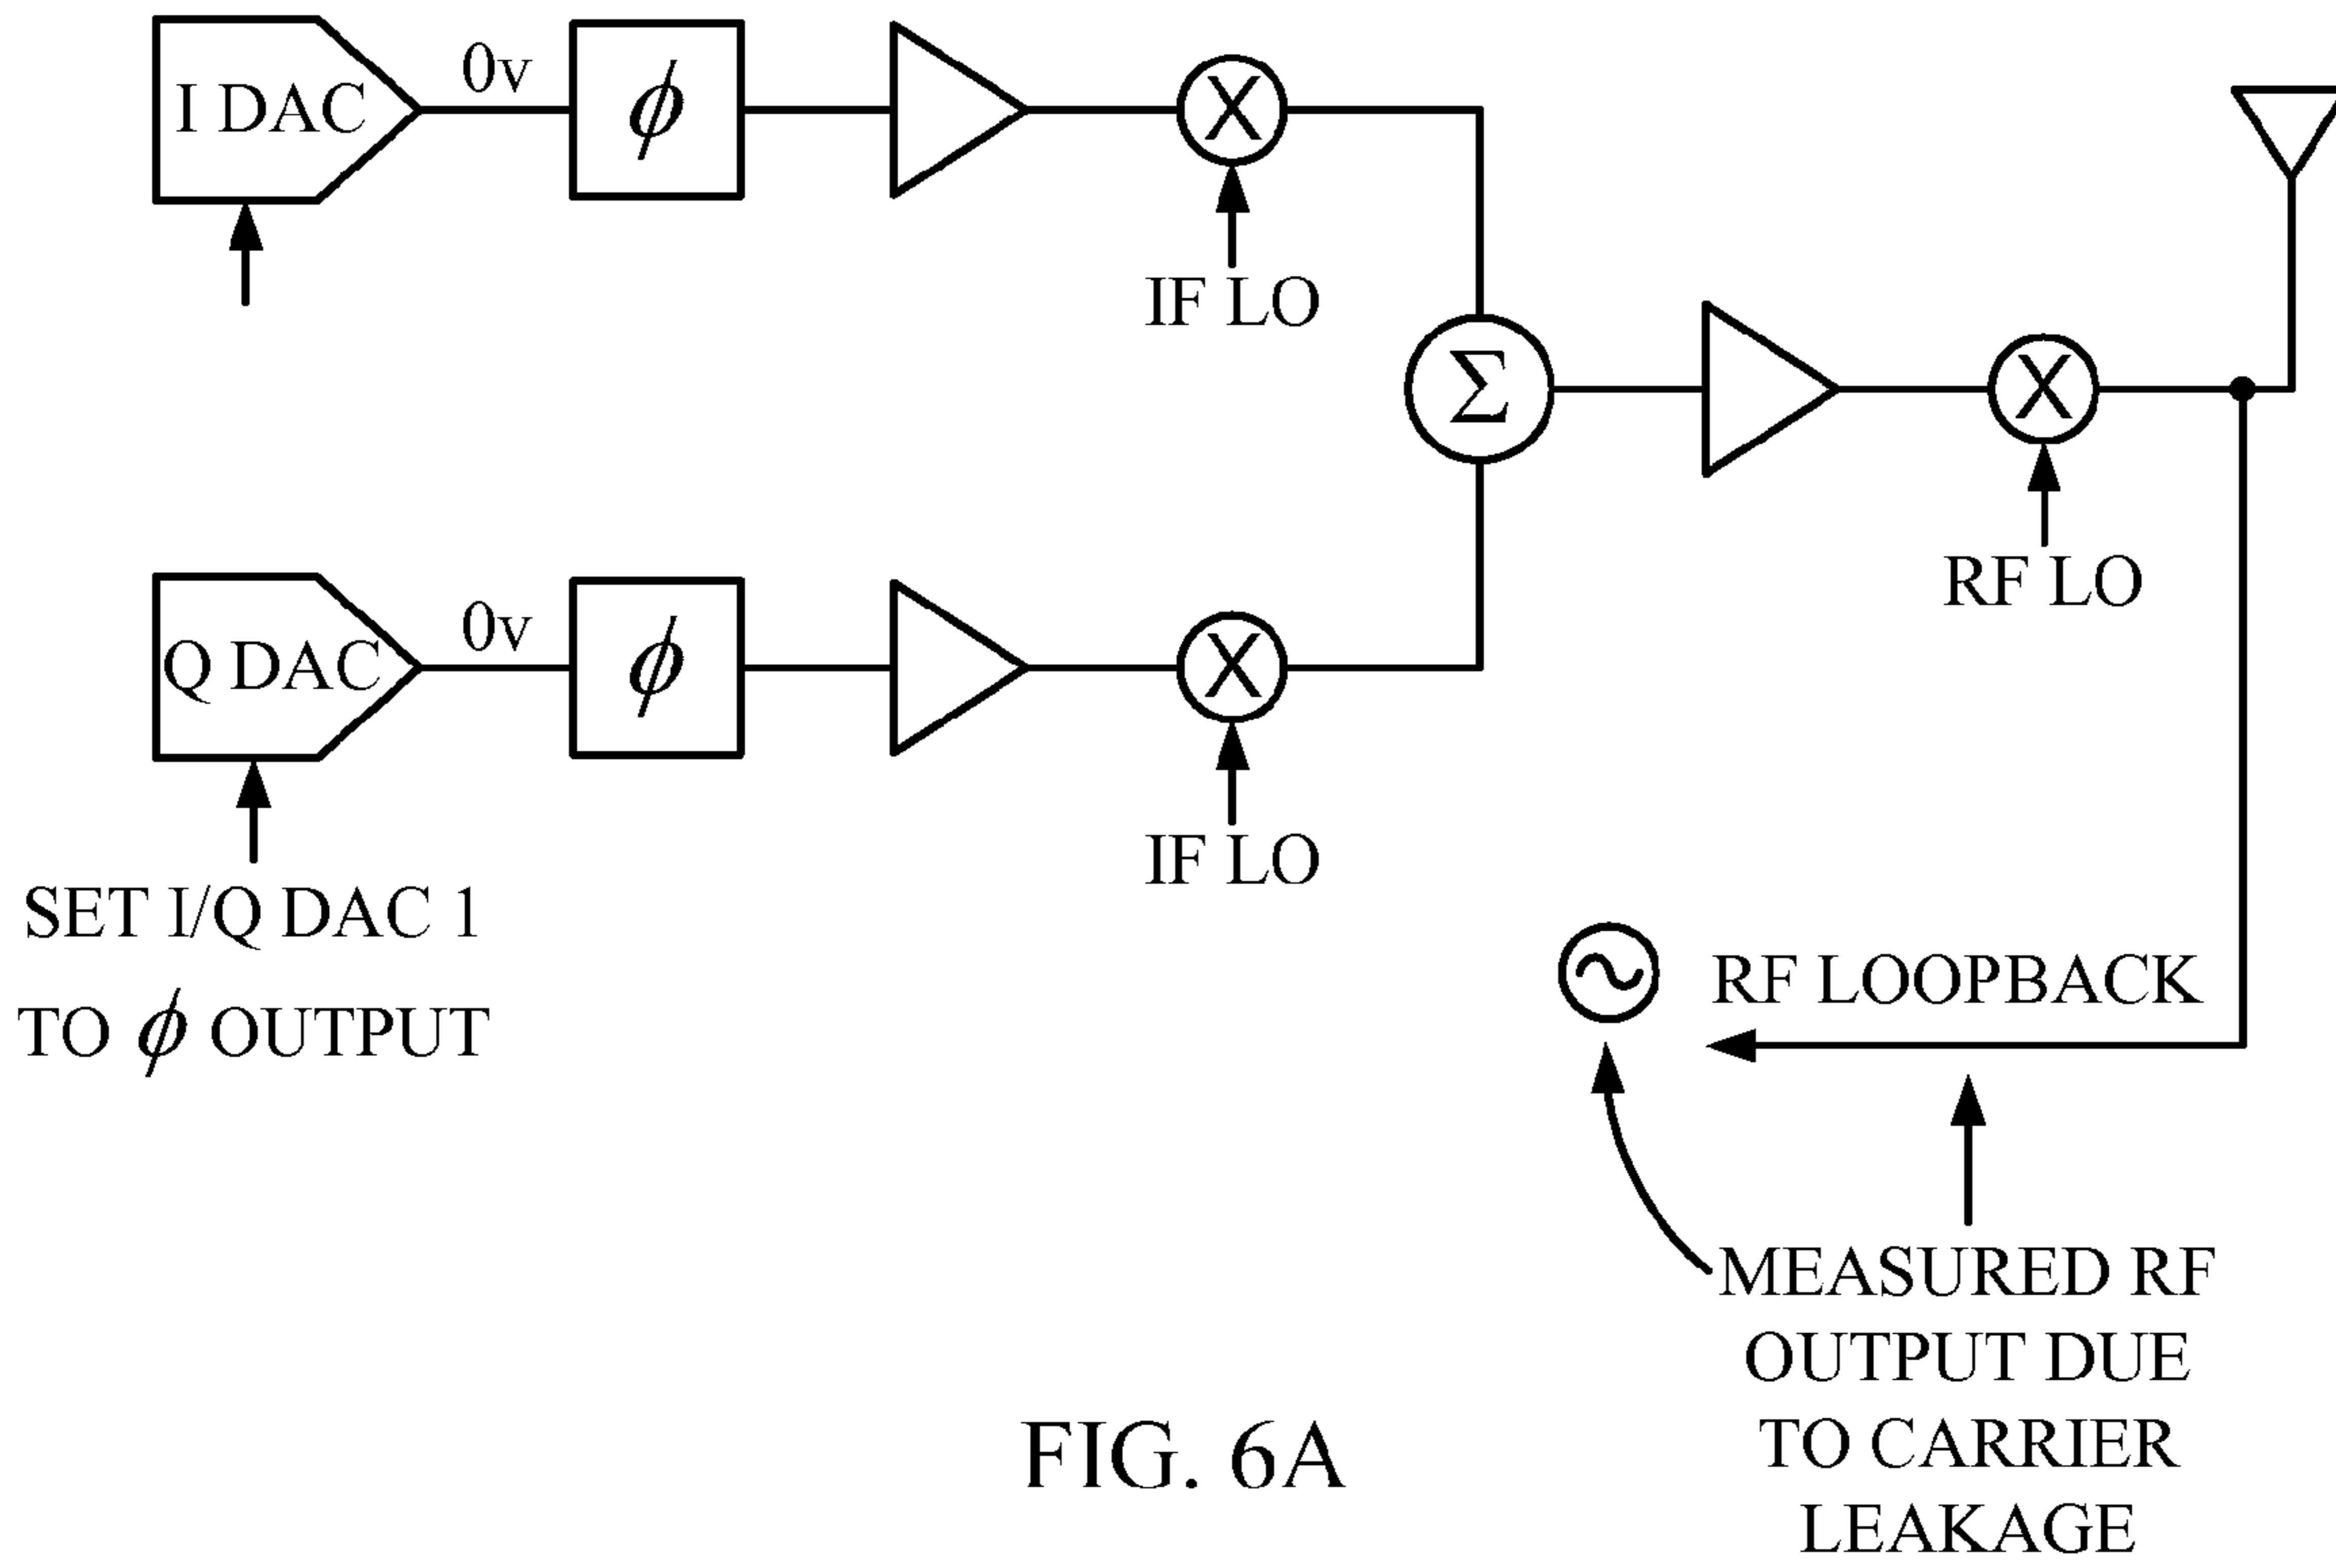 I DAC
0v
ϕ
X
IF LO
Σ
X
RF LO
Q DAC
0v
ϕ
X
IF LO
SET I/Q DAC 1
TO ϕ OUTPUT
RF LOOPBACK
MEASURED RF
OUTPUT DUE
TO CARRIER
LEAKAGE
FIG. 6A